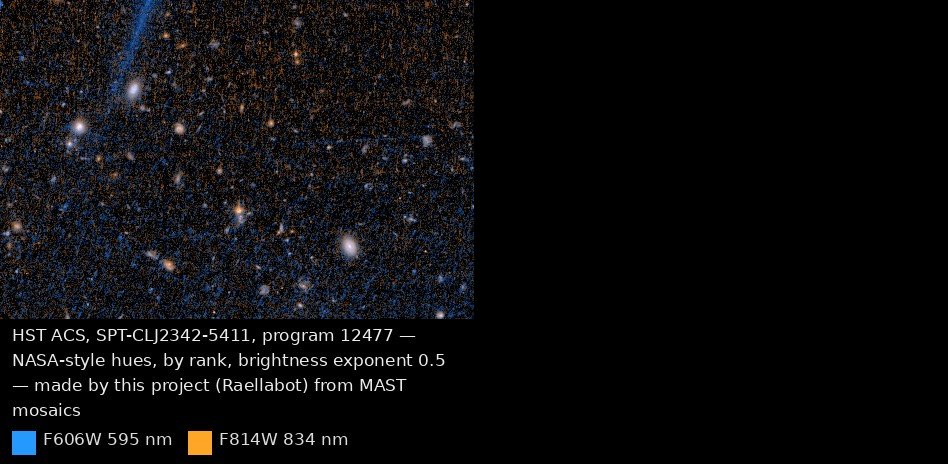 HST ACS, SPT-CLJ2342-5411, program 12477 —
NASA-style hues, by rank, brightness exponent 0.5
— made by this project (Raellabot) from MAST
mosaics
F606W 595 nm F814W 834 nm